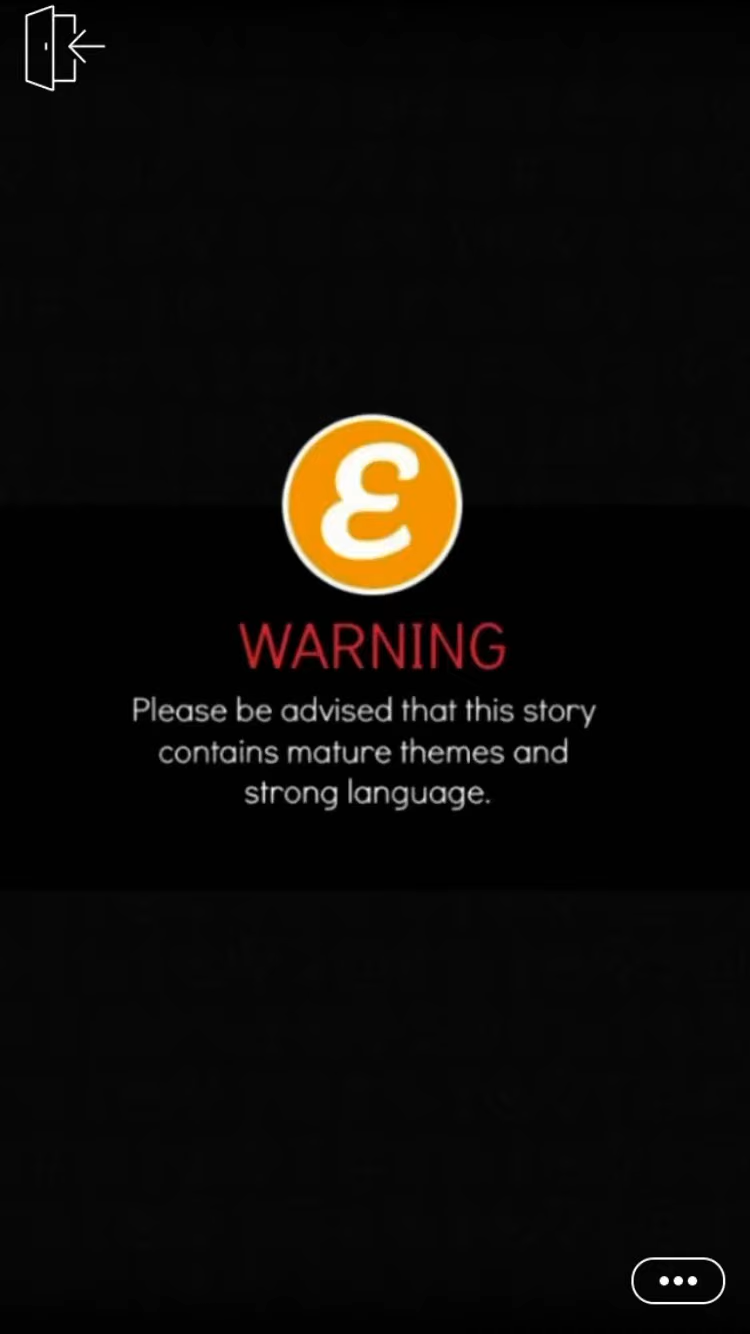 ε
WARNING
Please be advised that this story
contains mature themes and
strong language.